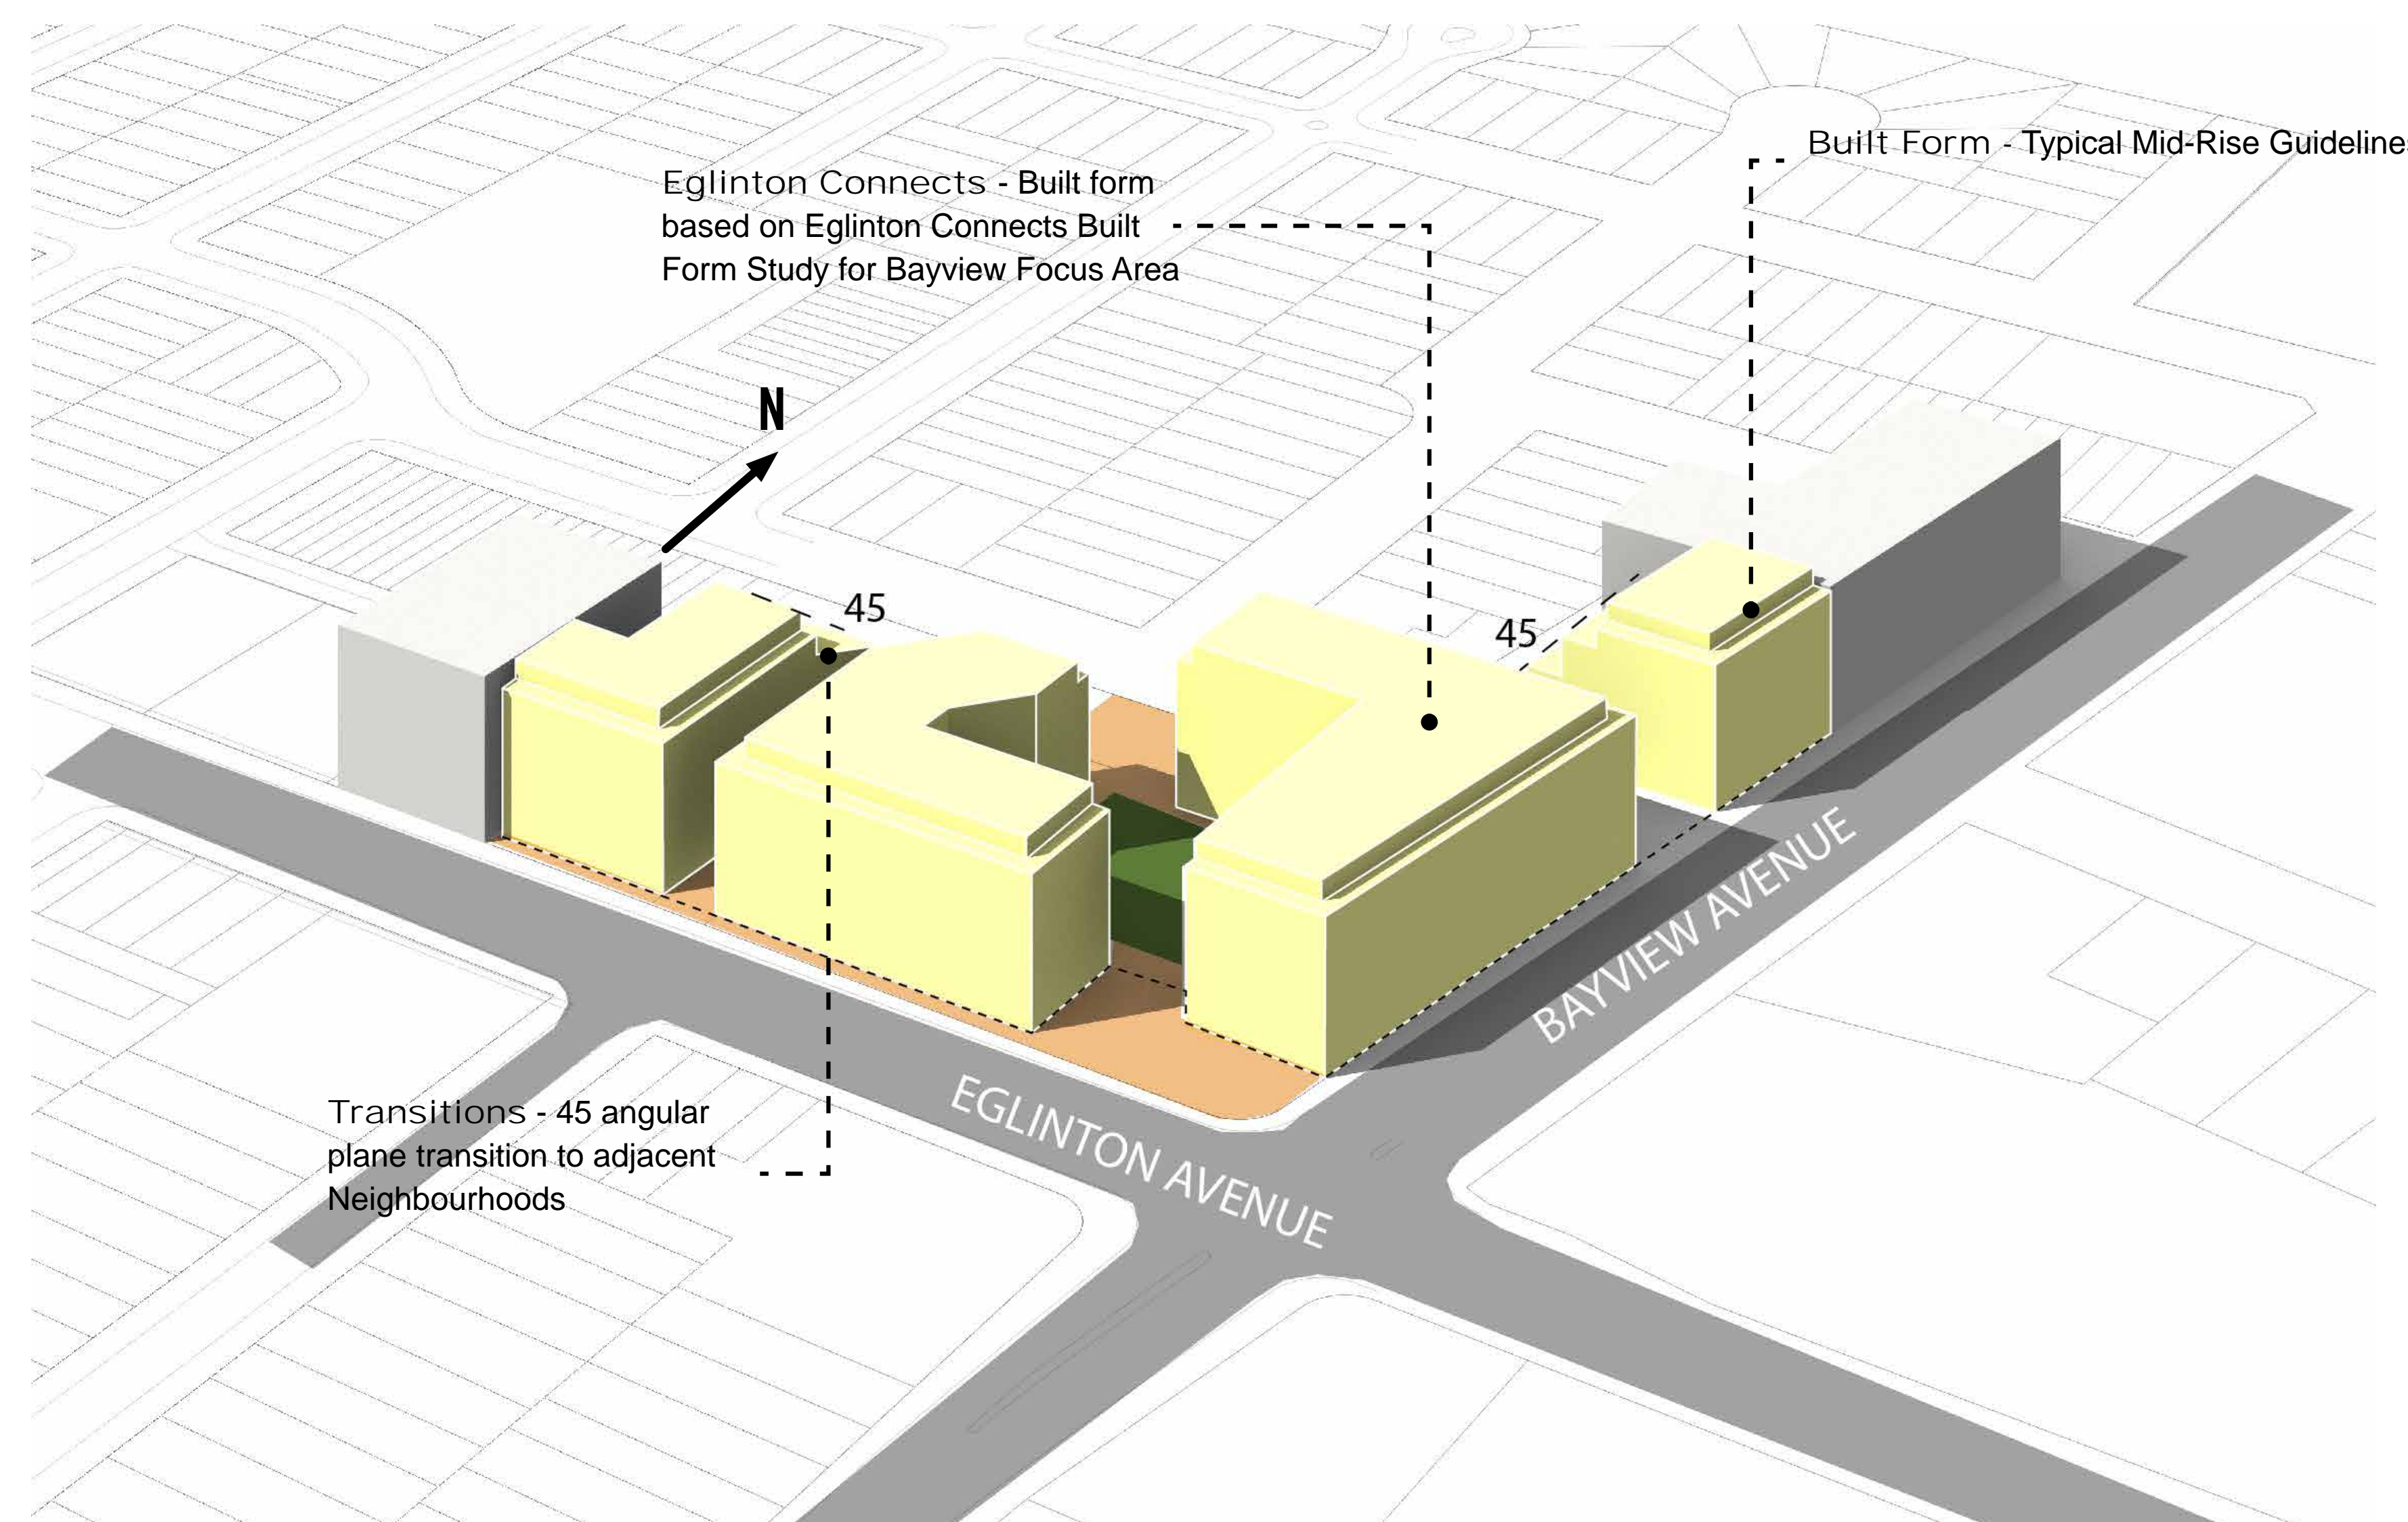 Built Form - Typical Mid-Rise Guideline
Eglinton Connects - Built form
based on Eglinton Connects Built
Form Study for Bayview Focus Area
N
45
45
BAYVIEW AVENUE
EGLINTON AVENUE
Transitions - 45 angular
plane transition to adjacent
Neighbourhoods